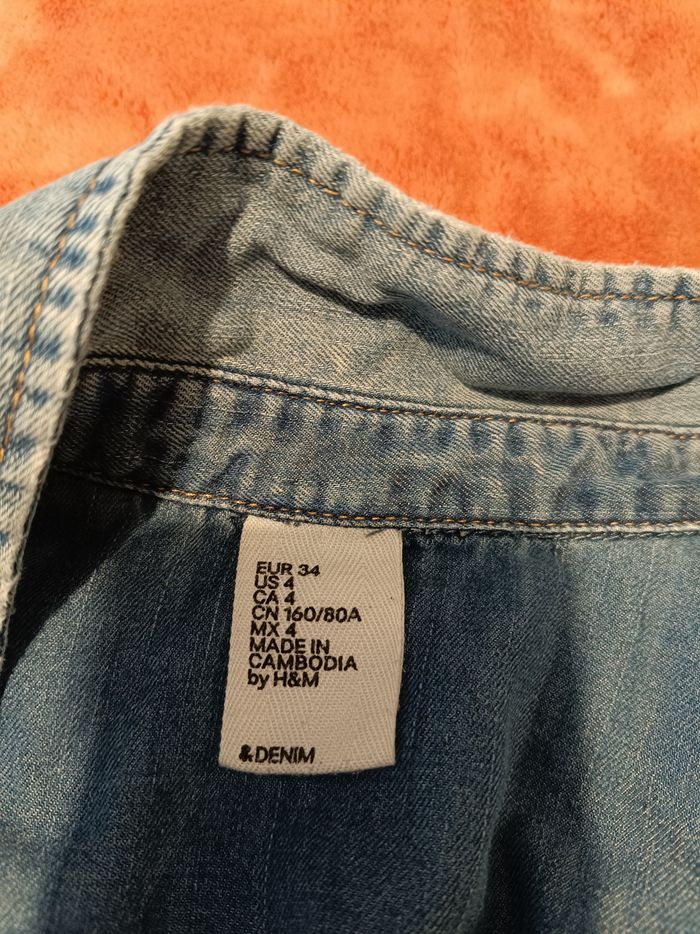 EUR 34
US 4
CA 4
CN 160/80A
MX 4
MADE IN
CAMBODIA
by H&M
&DENIM